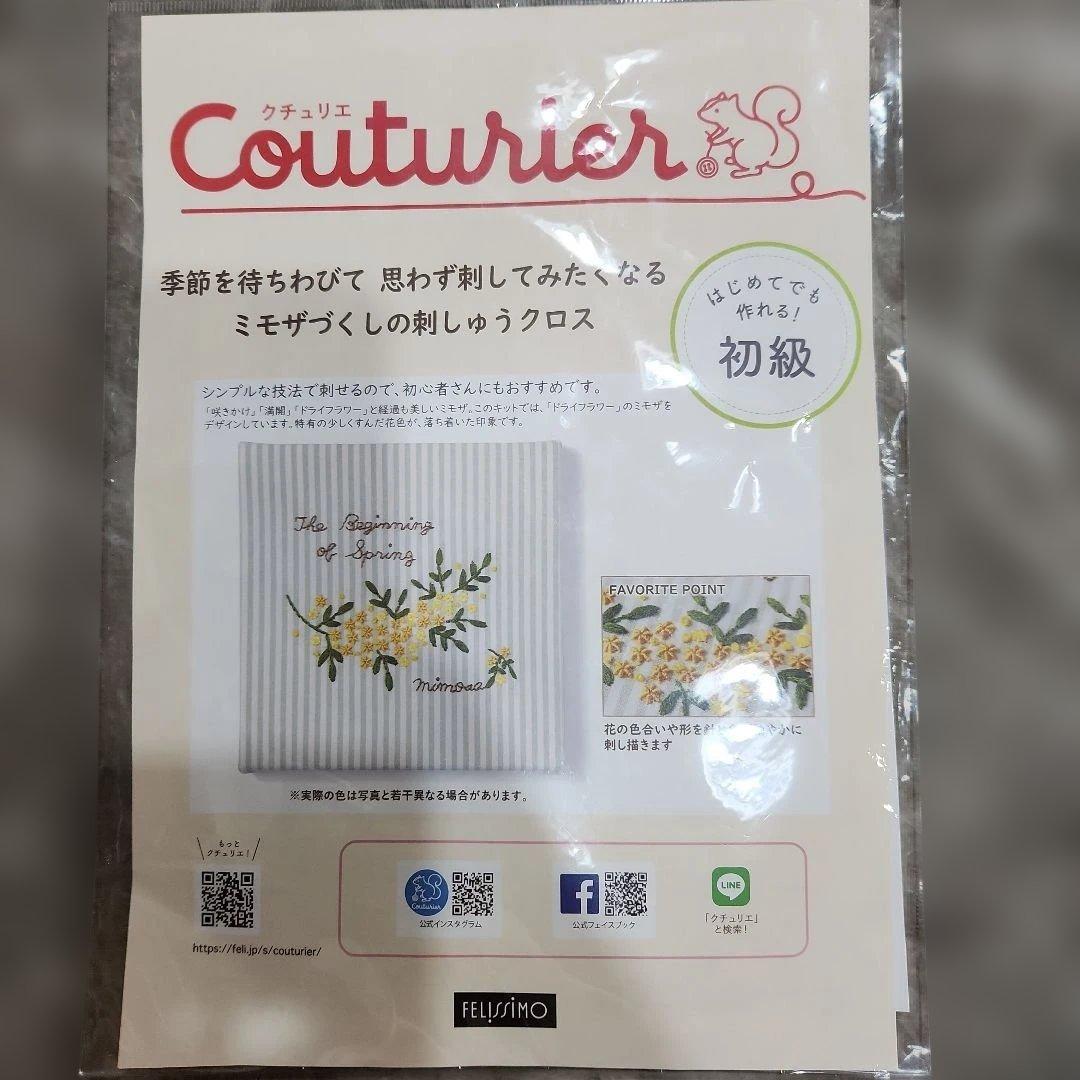 クチュリエ
Couturier
季節を待ちわびて 思わず刺してみたくなる
ミモザづくしの刺しゅうクロス
はじめてでも
作れる!
初級
シンプルな技法で刺せるので、初心者さんにもおすすめです。
「咲きかけ」「満開」「ドライフラワー」と経過も美しいミモザ。このキットでは、「ドライフラワー」のミモザを
デザインしています。特有の少しくすんだ花色が、落ち着いた印象です。
The Beginning
of Spring
mimosa
FAVORITE POINT
花の色合いや形を やかに
刺し描きます
※実際の色は写真と若干異なる場合があります。
もっと
クチュリエ!
https://feli.jp/s/couturier/
Couturier
公式インスタグラム
公式フェイスブック
LINE
「クチュリエ」
と検索!
FELISSIMO